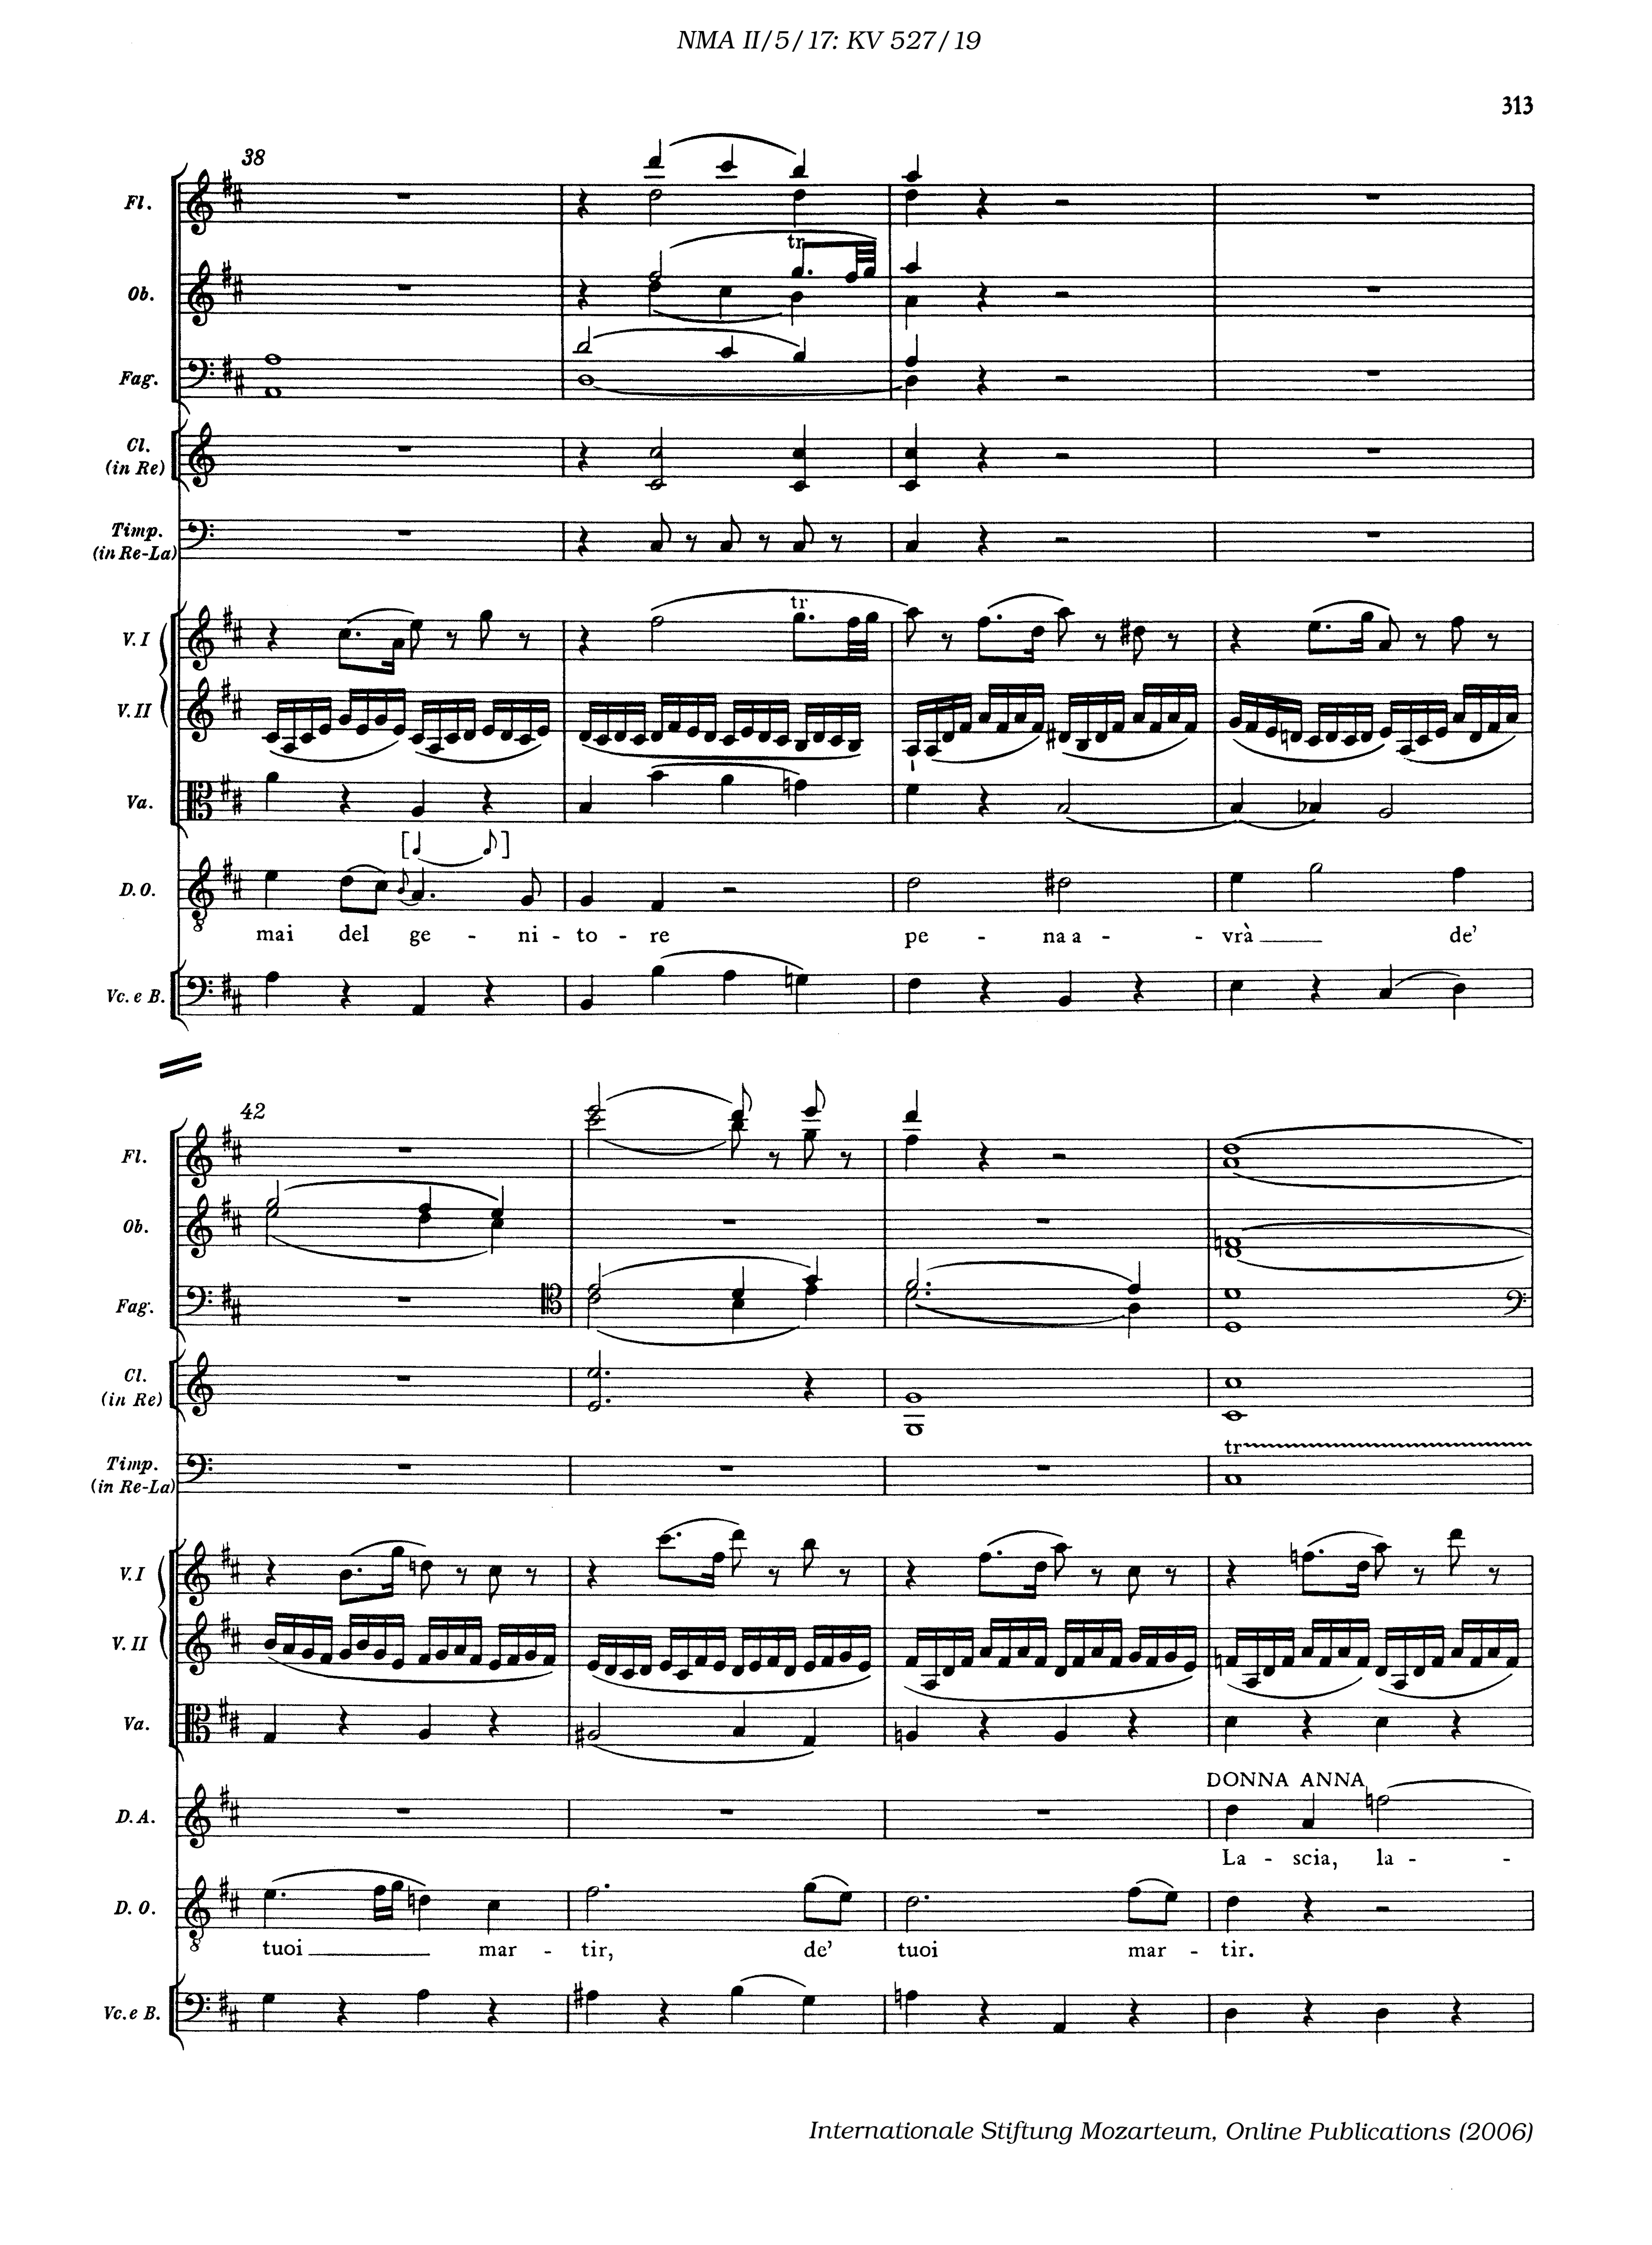 NMA II/5/17: KV 527/19
313
38
Fl.
tr
Ob.
Fag.
Cl.
(in Re)
Timp.
(in Re-La)
tr
V. I
V. II
Va.
D. O.
mai del ge - ni - to - re pe - na a - - vrà de'
Vc. e B.
42
Fl.
Ob.
Fag.
Cl.
(in Re)
tr
Timp.
(in Re-La)
V. I
V. II
Va.
DONNA ANNA
D. A.
La - scia, la - -
D. O.
tuoi mar - tir, de' tuoi mar - tir.
Vc. e B.
Internationale Stiftung Mozarteum, Online Publications (2006)